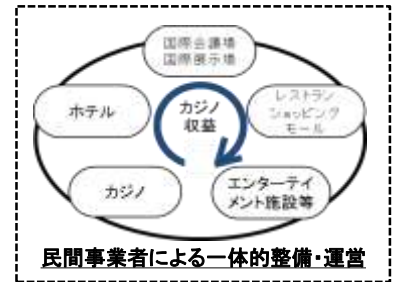 国際会議場
国際展示場
ホテル
カジノ
収益
レストラン
ショッピング
モール
カジノ
エンターテイ
メント施設等
民間事業者による一体的整備・運営